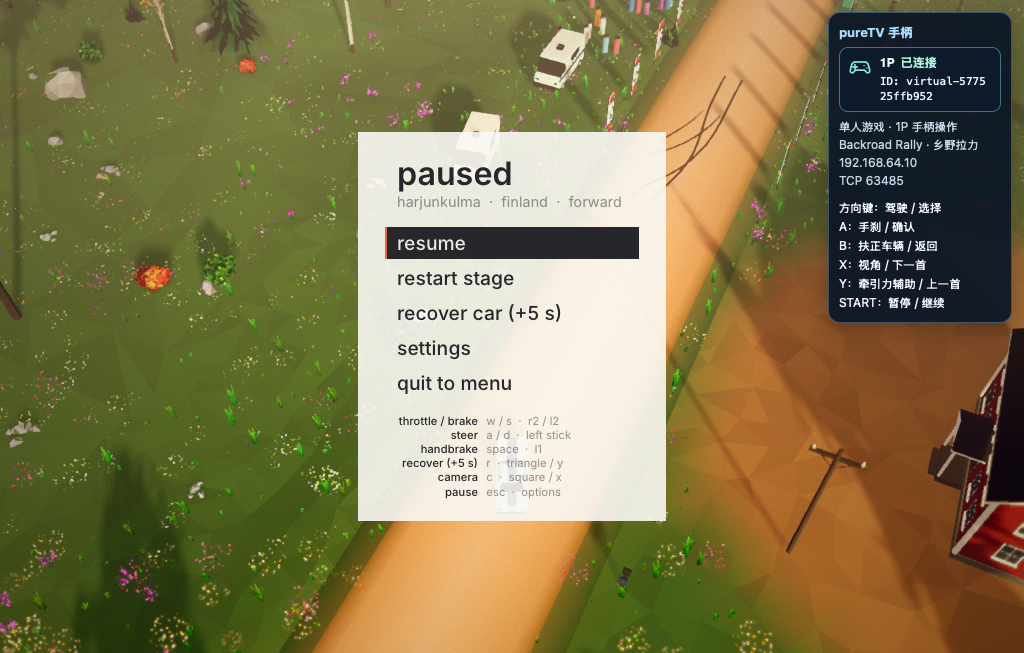 paused
harjunkulma · finland · forward
resume
restart stage
recover car (+5 s)
settings
quit to menu
throttle / brake w / s · r2 / l2
steer a / d · left stick
handbrake space · l1
recover (+5 s) r · triangle / y
camera c · square / x
pause esc · options
pureTV 手柄
1P 已连接
ID: virtual-5775
25ffb952
单人游戏 · 1P 手柄操作
Backroad Rally · 乡野拉力
192.168.64.10
TCP 63485
方向键：驾驶 / 选择
A：手刹 / 确认
B：扶正车辆 / 返回
X：视角 / 下一首
Y：牵引力辅助 / 上一首
START：暂停 / 继续